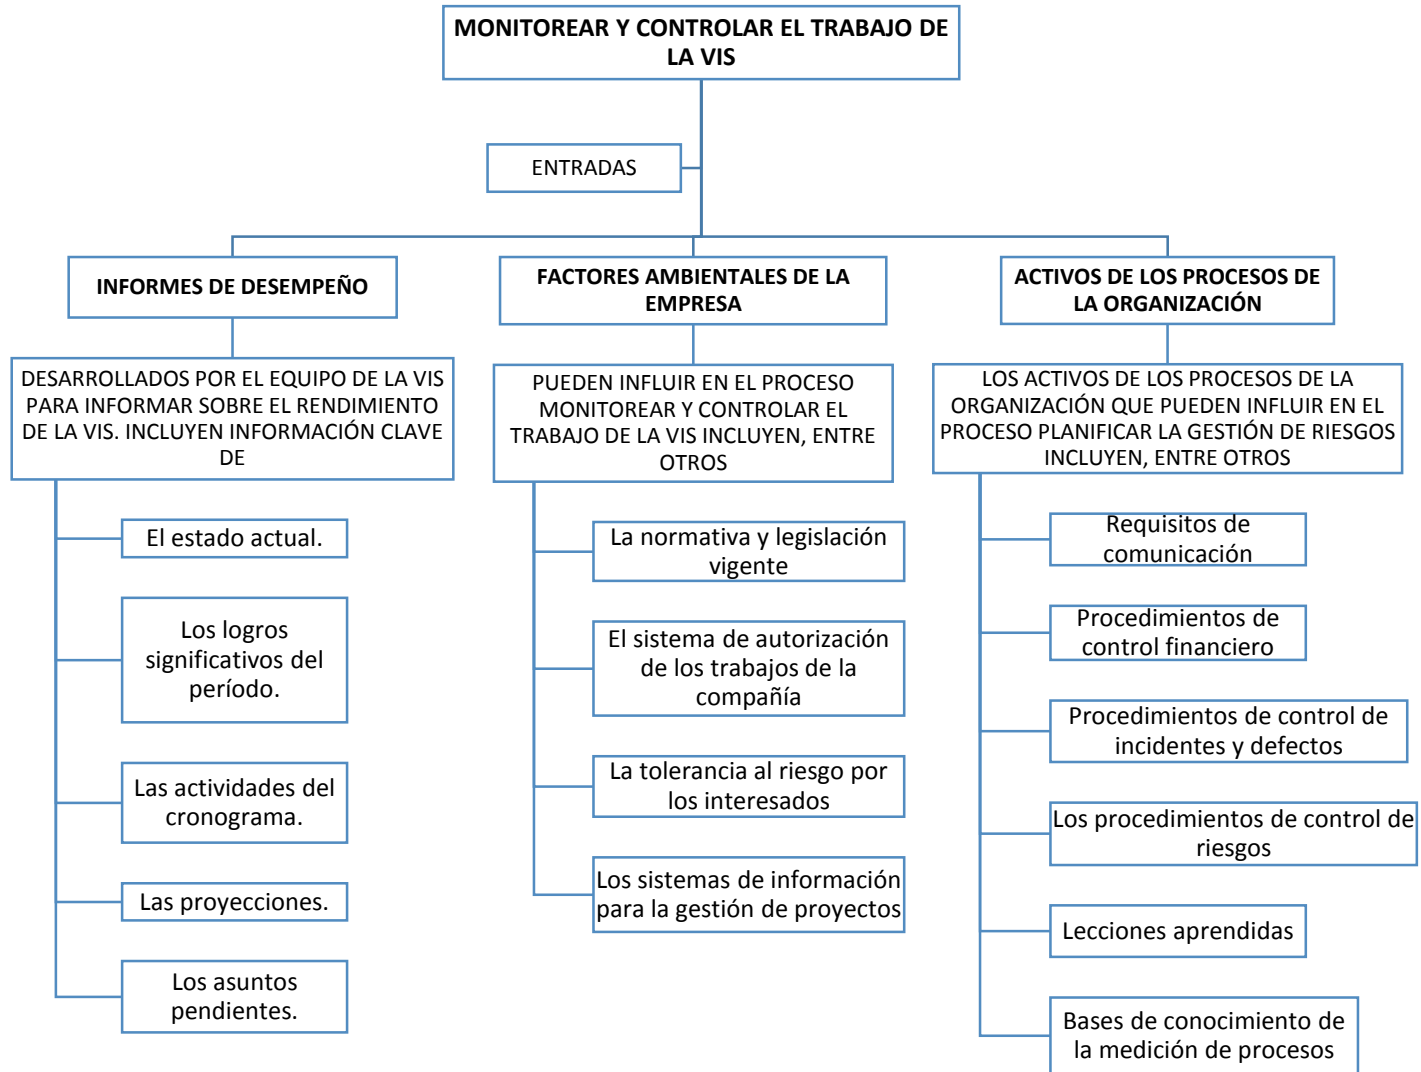 MONITOREAR Y CONTROLAR EL TRABAJO DE
LA VIS
ENTRADAS
INFORMES DE DESEMPEÑO
DESARROLLADOS POR EL EQUIPO DE LA VIS
PARA INFORMAR SOBRE EL RENDIMIENTO
DE LA VIS. INCLUYEN INFORMACIÓN CLAVE
DE
El estado actual.
Los logros
significativos del
período.
Las actividades del
cronograma.
Las proyecciones.
Los asuntos
pendientes.
FACTORES AMBIENTALES DE LA
EMPRESA
PUEDEN INFLUIR EN EL PROCESO
MONITOREAR Y CONTROLAR EL
TRABAJO DE LA VIS INCLUYEN, ENTRE
OTROS
La normativa y legislación
vigente
El sistema de autorización
de los trabajos de la
compañía
La tolerancia al riesgo por
los interesados
Los sistemas de información
para la gestión de proyectos
ACTIVOS DE LOS PROCESOS DE
LA ORGANIZACIÓN
LOS ACTIVOS DE LOS PROCESOS DE LA
ORGANIZACIÓN QUE PUEDEN INFLUIR EN EL
PROCESO PLANIFICAR LA GESTIÓN DE RIESGOS
INCLUYEN, ENTRE OTROS
Requisitos de
comunicación
Procedimientos de
control financiero
Procedimientos de control de
incidentes y defectos
Los procedimientos de control de
riesgos
Lecciones aprendidas
Bases de conocimiento de
la medición de procesos